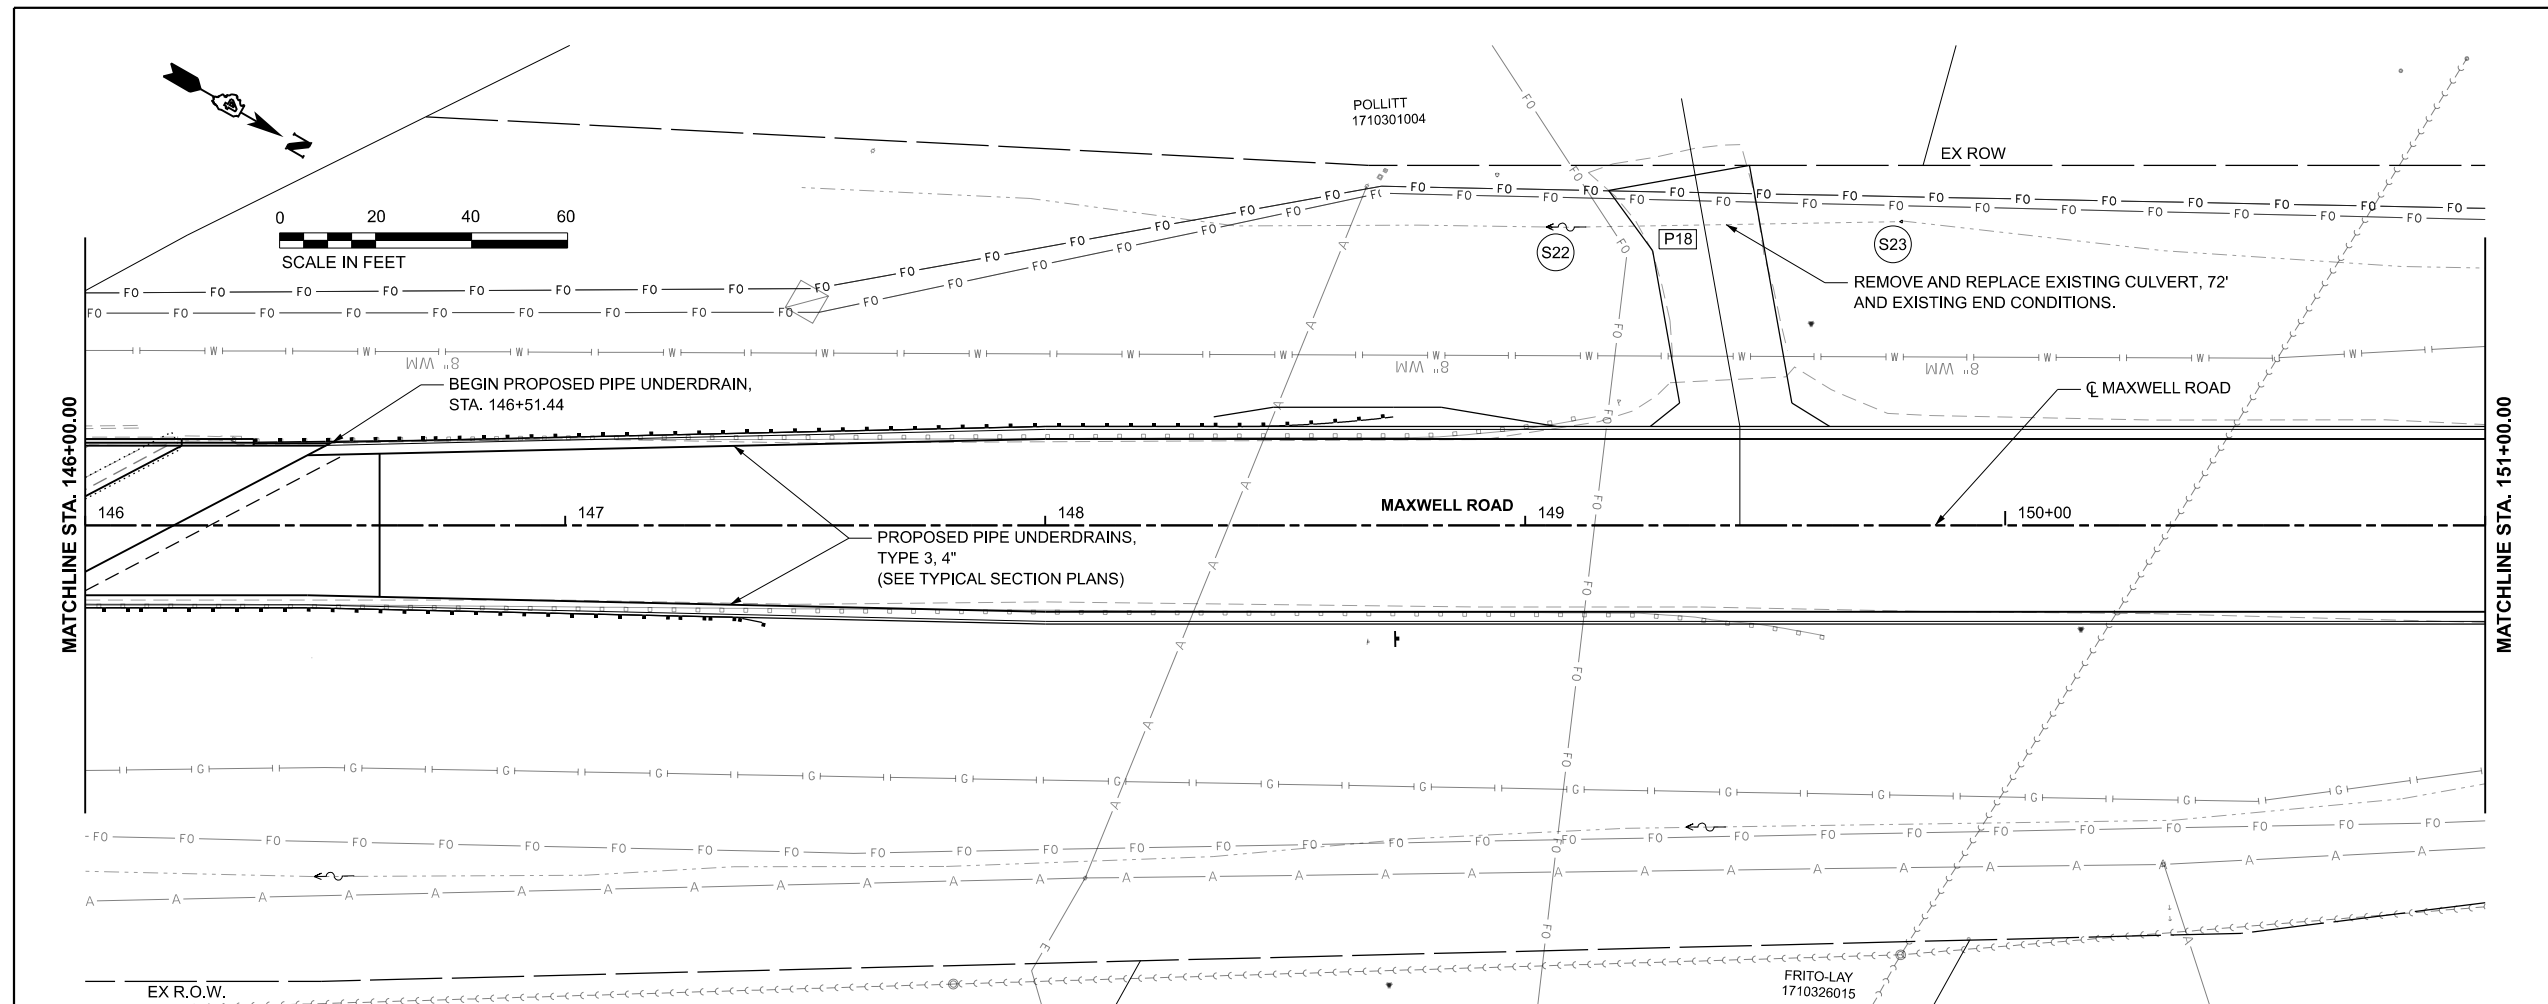 POLLITT
1710301004
EX ROW
N
0 20 40 60
SCALE IN FEET
S22
P18
S23
REMOVE AND REPLACE EXISTING CULVERT, 72'
AND EXISTING END CONDITIONS.
8" WM
8" WM
8" WM
BEGIN PROPOSED PIPE UNDERDRAIN,
STA. 146+51.44
℄ MAXWELL ROAD
MATCHLINE STA. 146+00.00
MATCHLINE STA. 151+00.00
146
147
148
MAXWELL ROAD
149
150+00
PROPOSED PIPE UNDERDRAINS,
TYPE 3, 4"
(SEE TYPICAL SECTION PLANS)
FRITO-LAY
1710326015
EX R.O.W.